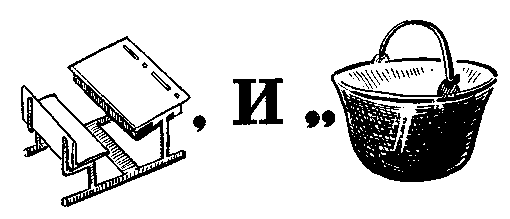 , И ,,